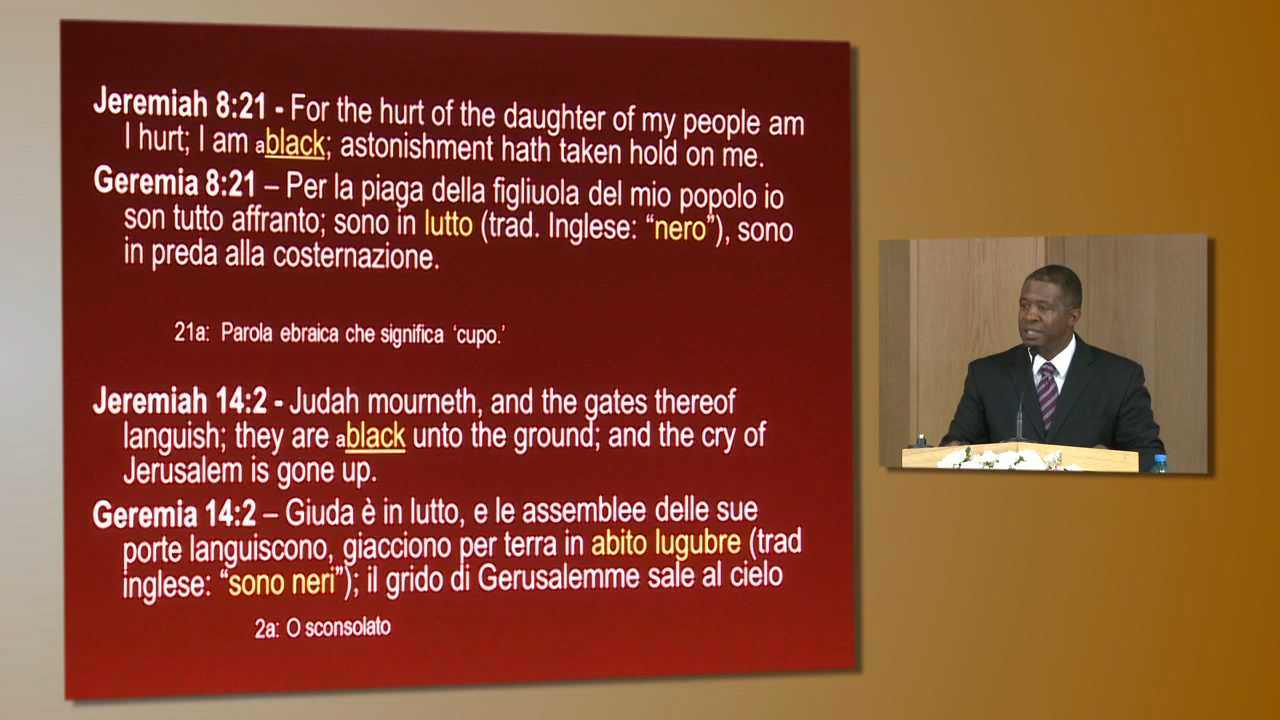 Jeremiah 8:21 - For the hurt of the daughter of my people am
I hurt; I am ablack; astonishment hath taken hold on me.
Geremia 8:21 – Per la piaga della figliuola del mio popolo io
son tutto affranto; sono in lutto (trad. Inglese: “nero”), sono
in preda alla costernazione.
21a: Parola ebraica che significa ‘cupo.’
Jeremiah 14:2 - Judah mourneth, and the gates thereof
languish; they are ablack unto the ground; and the cry of
Jerusalem is gone up.
Geremia 14:2 – Giuda è in lutto, e le assemblee delle sue
porte languiscono, giacciono per terra in abito lugubre (trad
inglese: “sono neri”); il grido di Gerusalemme sale al cielo
2a: O sconsolato